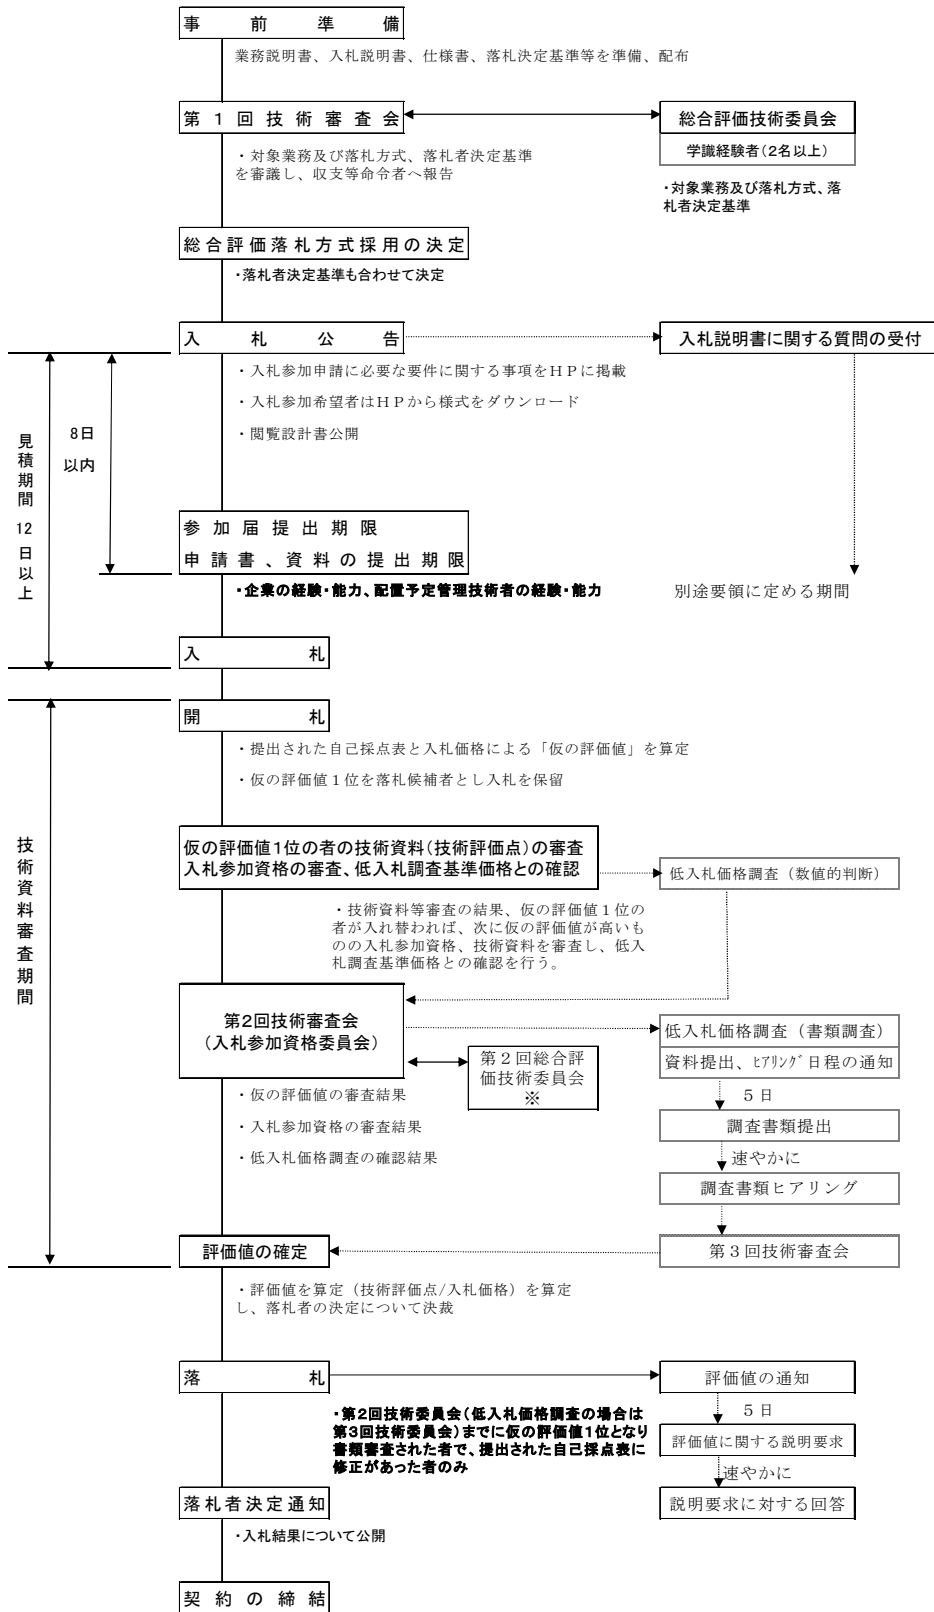 事前準備
業務説明書、入札説明書、仕様書、落札決定基準等を準備、配布
第１回技術審査会
総合評価技術委員会
学識経験者（2名以上）
・対象業務及び落札方式、落札者決定基準
を審議し、収支等命令者へ報告
・対象業務及び落札方式、落
札者決定基準
総合評価落札方式採用の決定
・落札者決定基準も合わせて決定
入札公告
入札説明書に関する質問の受付
・入札参加申請に必要な要件に関する事項をＨＰに掲載
・入札参加希望者はＨＰから様式をダウンロード
・閲覧設計書公開
8日
以内
見積期間 12日以上
参加届提出期限
申請書、資料の提出期限
・企業の経験・能力、配置予定管理技術者の経験・能力
別途要領に定める期間
入札
開札
・提出された自己採点表と入札価格による「仮の評価値」を算定
・仮の評価値１位を落札候補者とし入札を保留
技術資料審査期間
仮の評価値1位の者の技術資料（技術評価点）の審査
入札参加資格の審査、低入札調査基準価格との確認
低入札価格調査（数値的判断）
・技術資料等審査の結果、仮の評価値１位の
者が入れ替われば、次に仮の評価値が高いも
のの入札参加資格、技術資料を審査し、低入
札調査基準価格との確認を行う。
第2回技術審査会
（入札参加資格委員会）
第２回総合評
価技術委員会
※
低入札価格調査（書類調査）
資料提出、ﾋｱﾘﾝｸﾞ日程の通知
５日
・仮の評価値の審査結果
・入札参加資格の審査結果
・低入札価格調査の確認結果
調査書類提出
速やかに
調査書類ヒアリング
評価値の確定
第３回技術審査会
・評価値を算定（技術評価点/入札価格）を算定
し、落札者の決定について決裁
落札
評価値の通知
・第2回技術委員会（低入札価格調査の場合は
第3回技術委員会）までに仮の評価値1位となり
書類審査された者で、提出された自己採点表に
修正があった者のみ
５日
評価値に関する説明要求
速やかに
落札者決定通知
説明要求に対する回答
・入札結果について公開
契約の締結